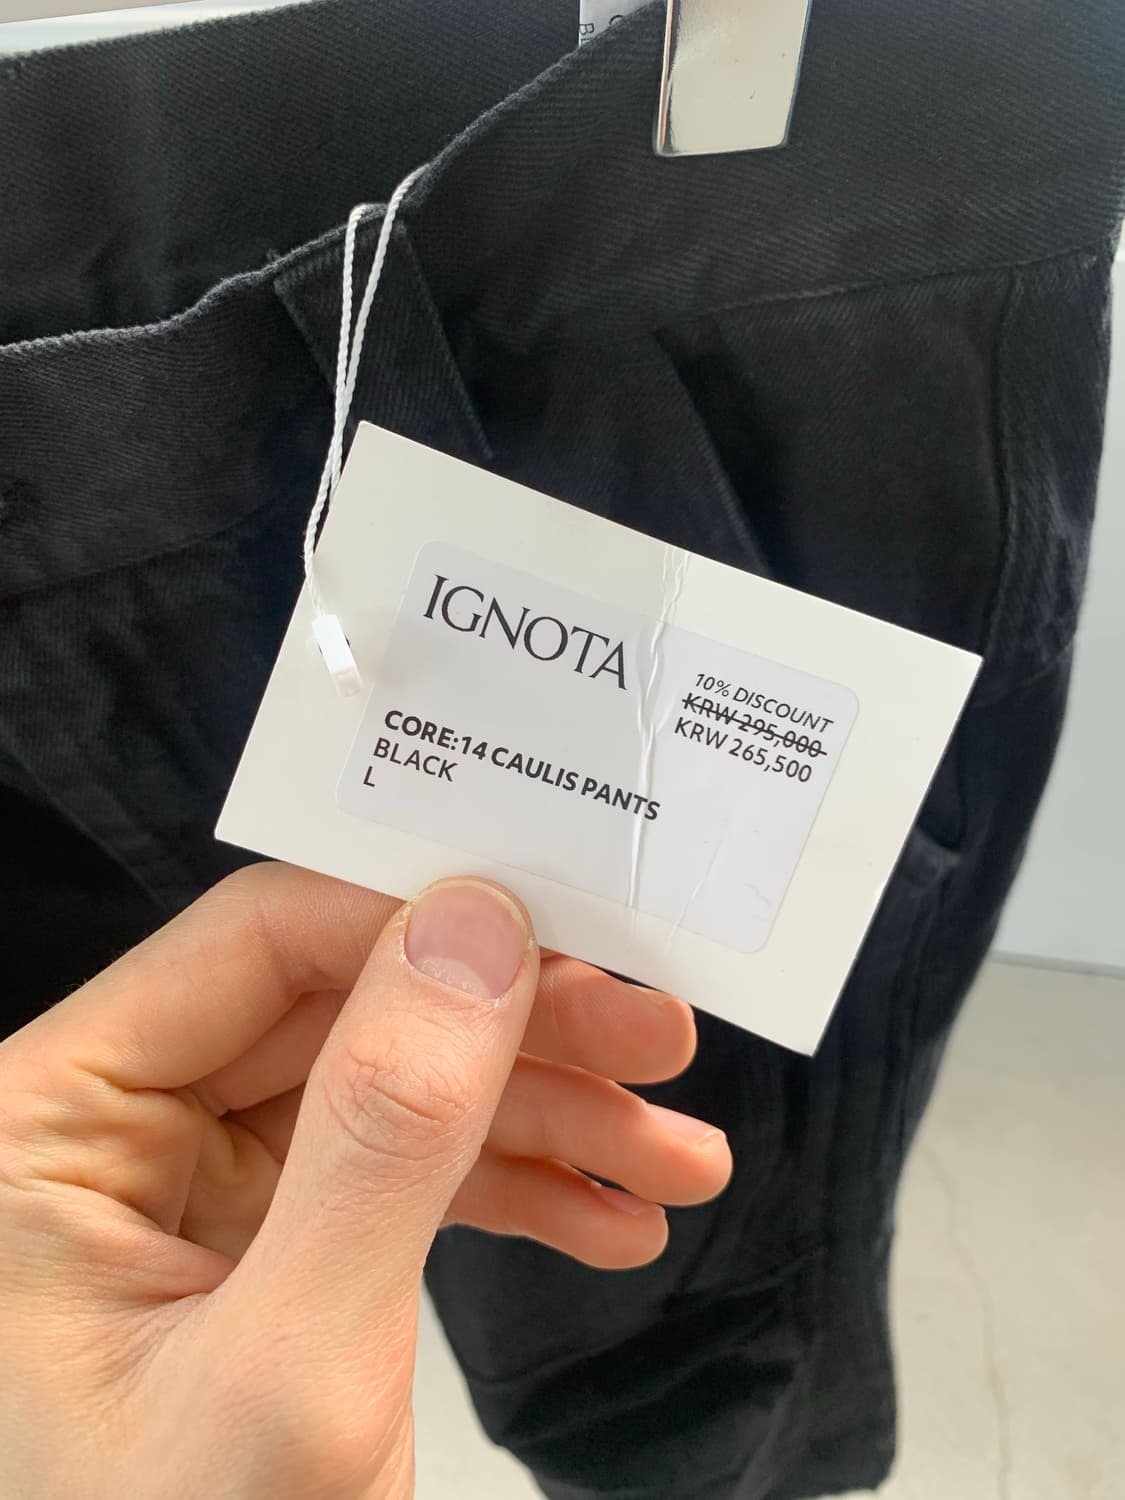 IGNOTA
10% DISCOUNT
KRW 295,000
KRW 265,500
CORE:14 CAULIS PANTS
BLACK
L